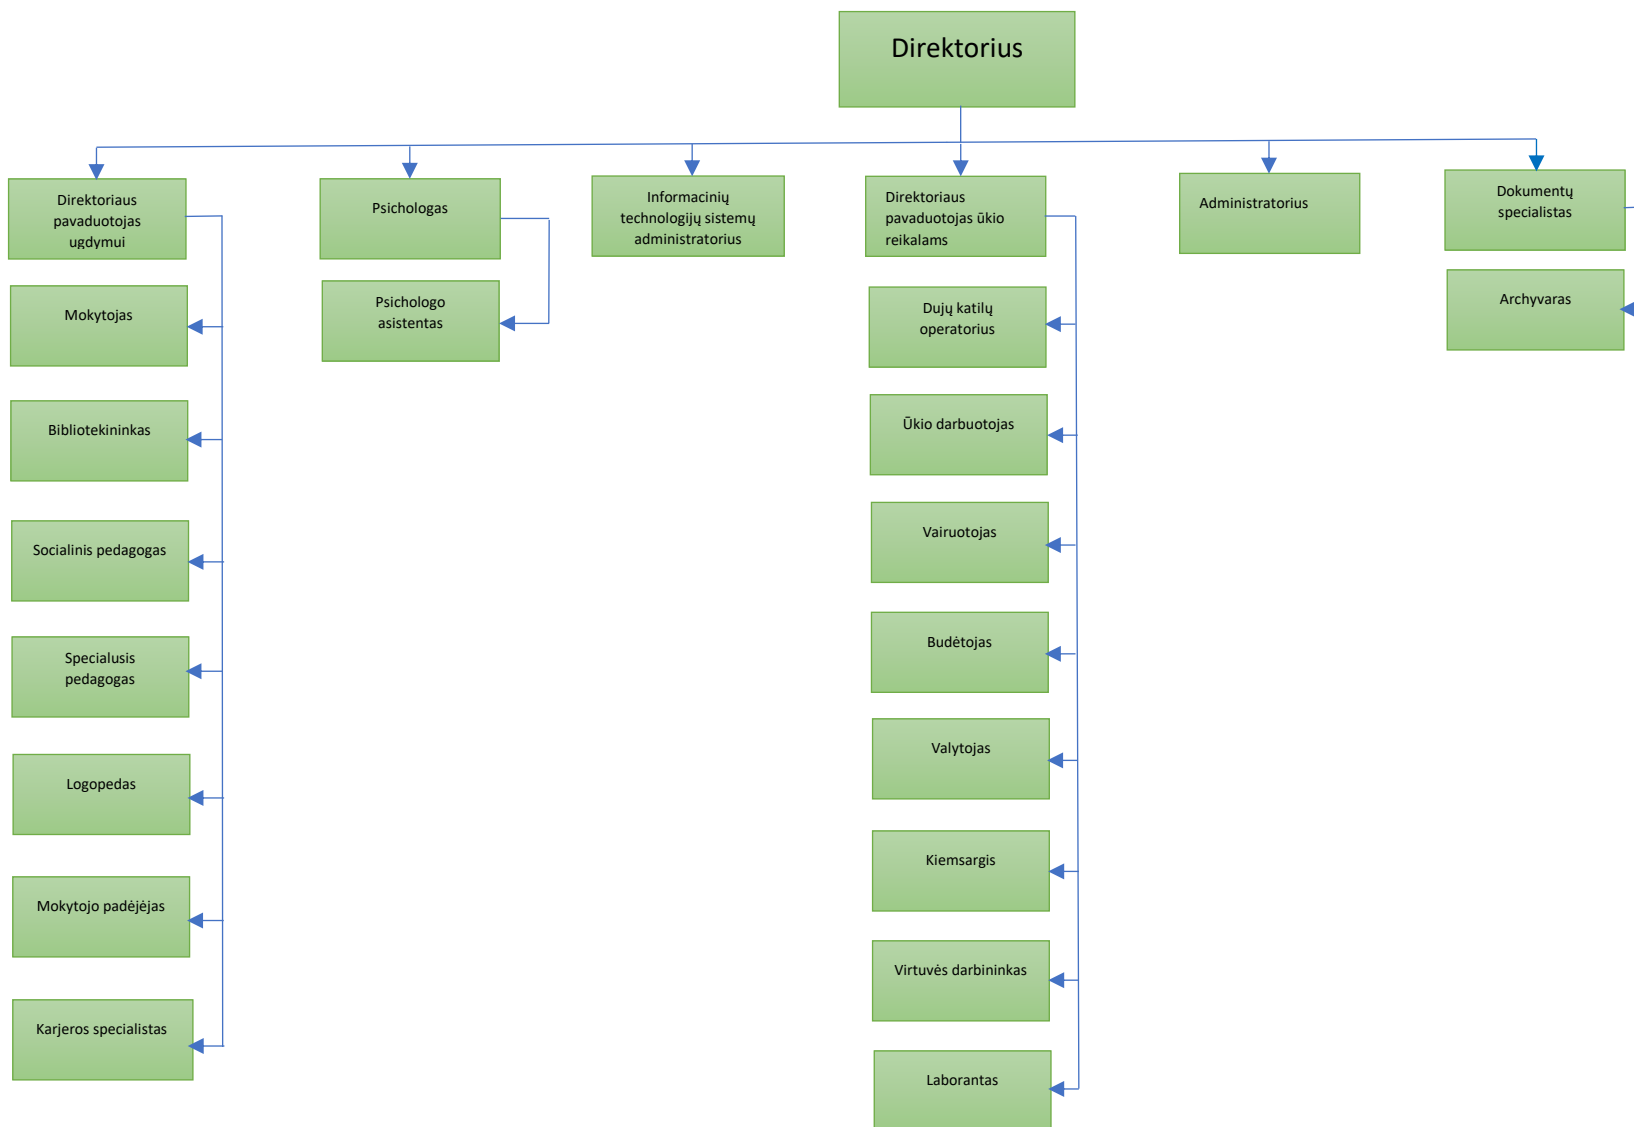 Direktorius
Direktoriaus
pavaduotojas
ugdymui
Psichologas
Informacinių
technologijų sistemų
administratorius
Direktoriaus
pavaduotojas ūkio
reikalams
Administratorius
Dokumentų
specialistas
Mokytojas
Bibliotekininkas
Socialinis pedagogas
Specialusis
pedagogas
Logopedas
Mokytojo padėjėjas
Karjeros specialistas
Psichologo
asistentas
Dujų katilų
operatorius
Ūkio darbuotojas
Vairuotojas
Budėtojas
Valytojas
Kiemsargis
Virtuvės darbininkas
Laborantas
Archyvaras